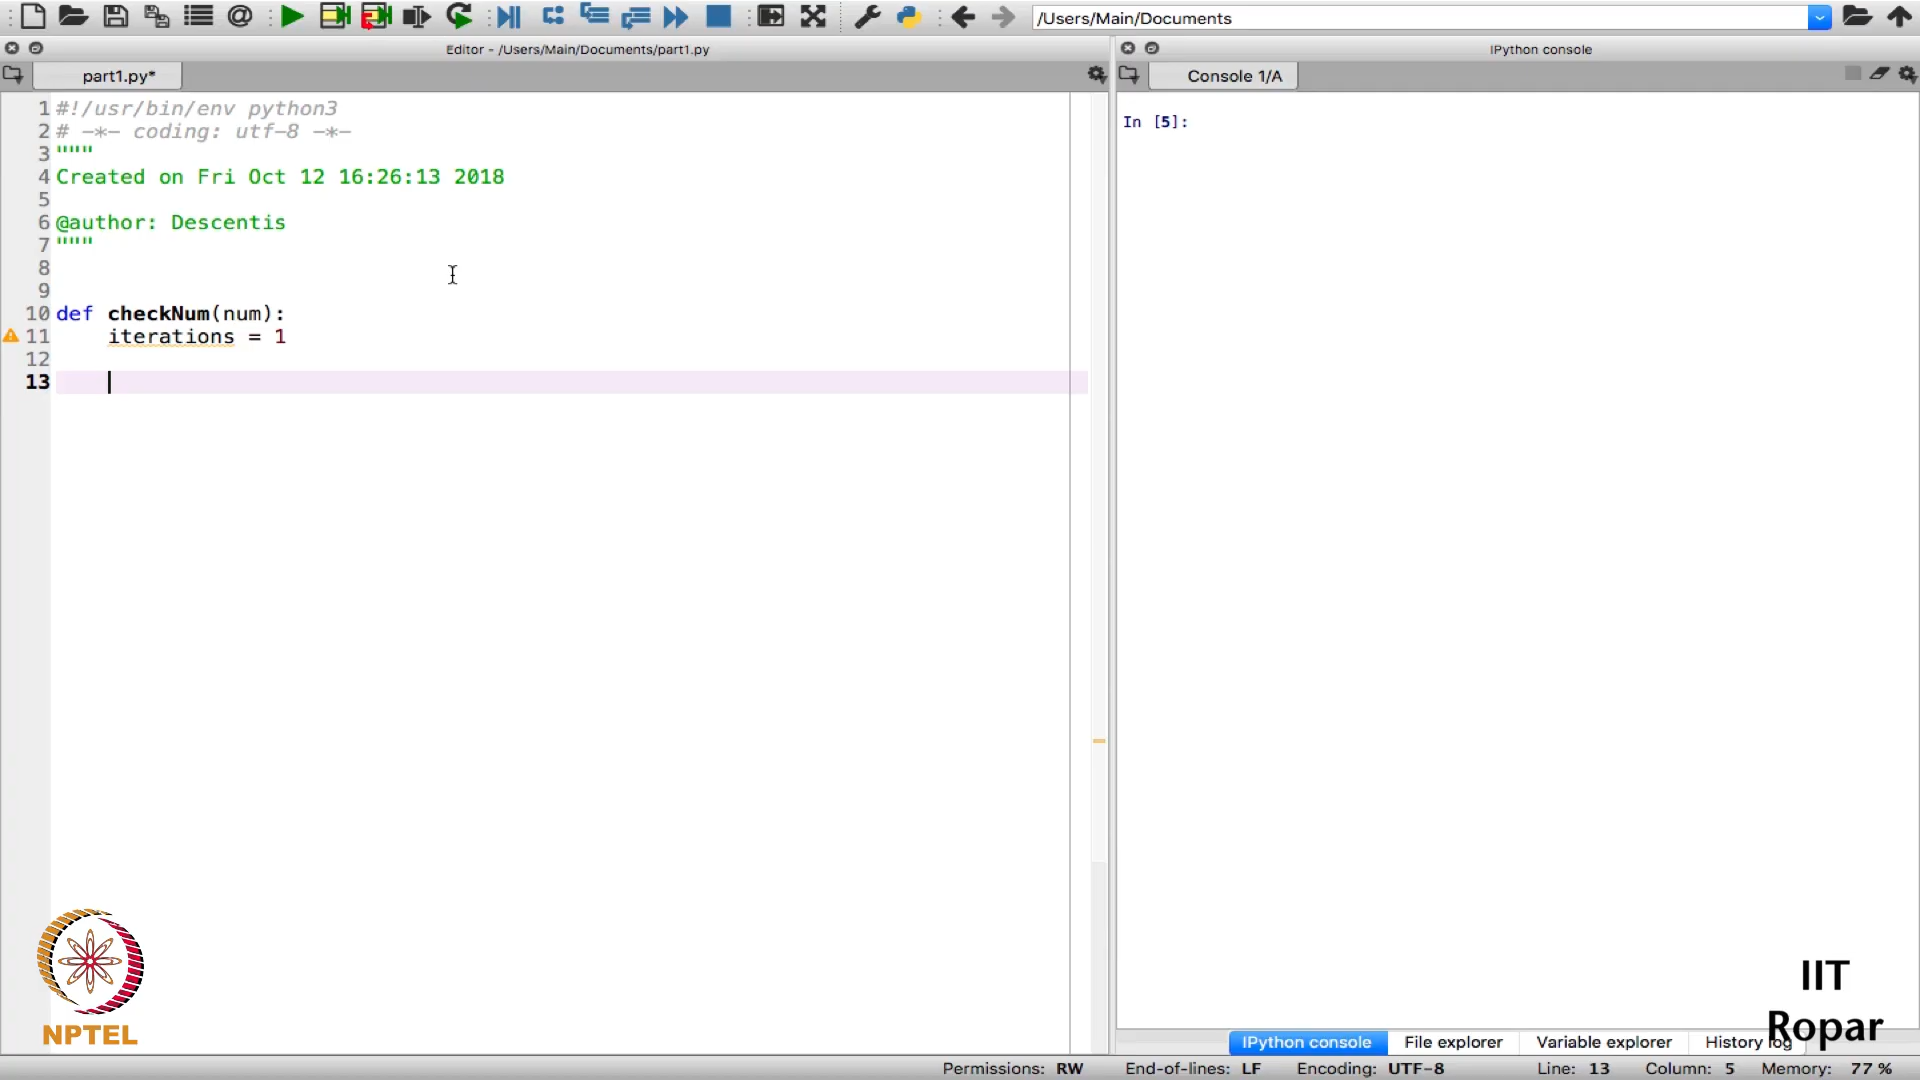 /Users/Main/Documents
Editor - /Users/Main/Documents/part1.py
IPython console
part1.py*
Console 1/A
1 #!/usr/bin/env python3
2 # -*- coding: utf-8 -*-
3 """
4 Created on Fri Oct 12 16:26:13 2018
5
6 @author: Descentis
7 """
8
9
10 def checkNum(num):
11 iterations = 1
12
13
In [5]:
NPTEL
IIT
Ropar
IPython console File explorer Variable explorer History log
Permissions: RW End-of-lines: LF Encoding: UTF-8 Line: 13 Column: 5 Memory: 77 %